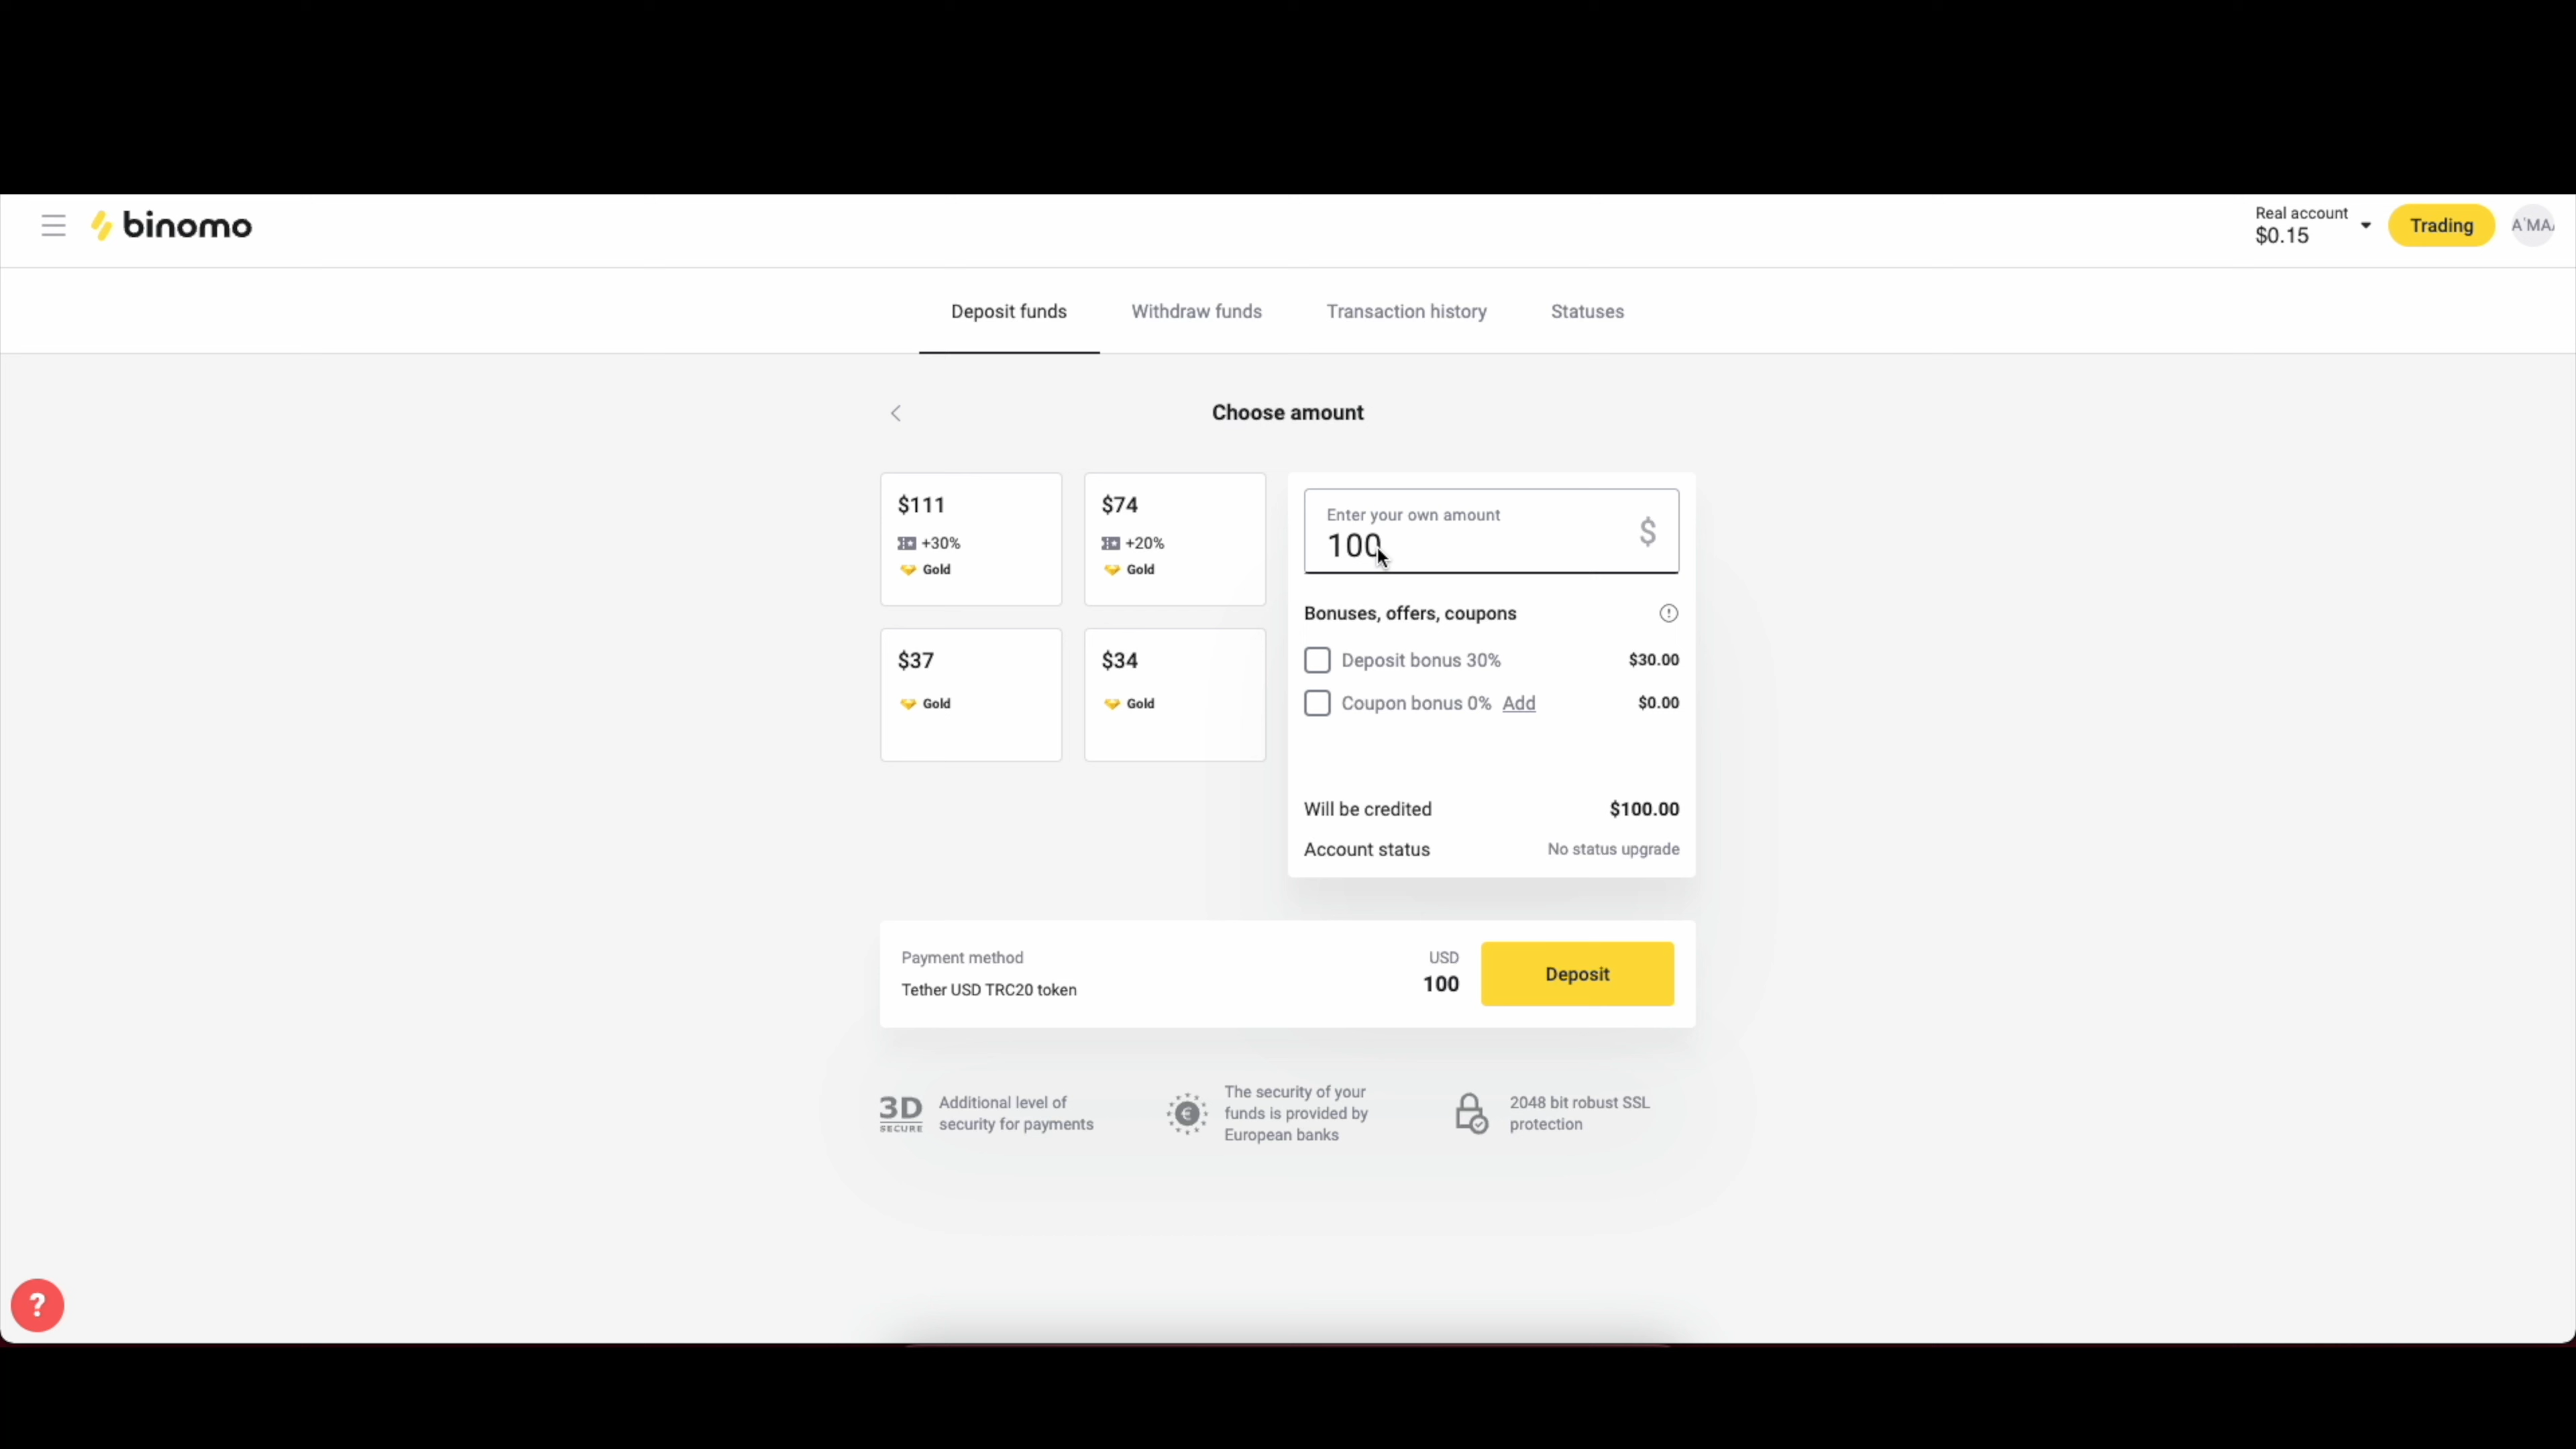 binomo
Real account
$0.15
Trading
A'MA
Deposit funds
Withdraw funds
Transaction history
Statuses
Choose amount
$111
+30%
Gold
$74
+20%
Gold
$37
Gold
$34
Gold
Enter your own amount
100
$
Bonuses, offers, coupons
Deposit bonus 30%
$30.00
Coupon bonus 0% Add
$0.00
Will be credited
$100.00
Account status
No status upgrade
Payment method
Tether USD TRC20 token
USD
100
Deposit
3D
SECURE
Additional level of
security for payments
€
The security of your
funds is provided by
European banks
2048 bit robust SSL
protection
?